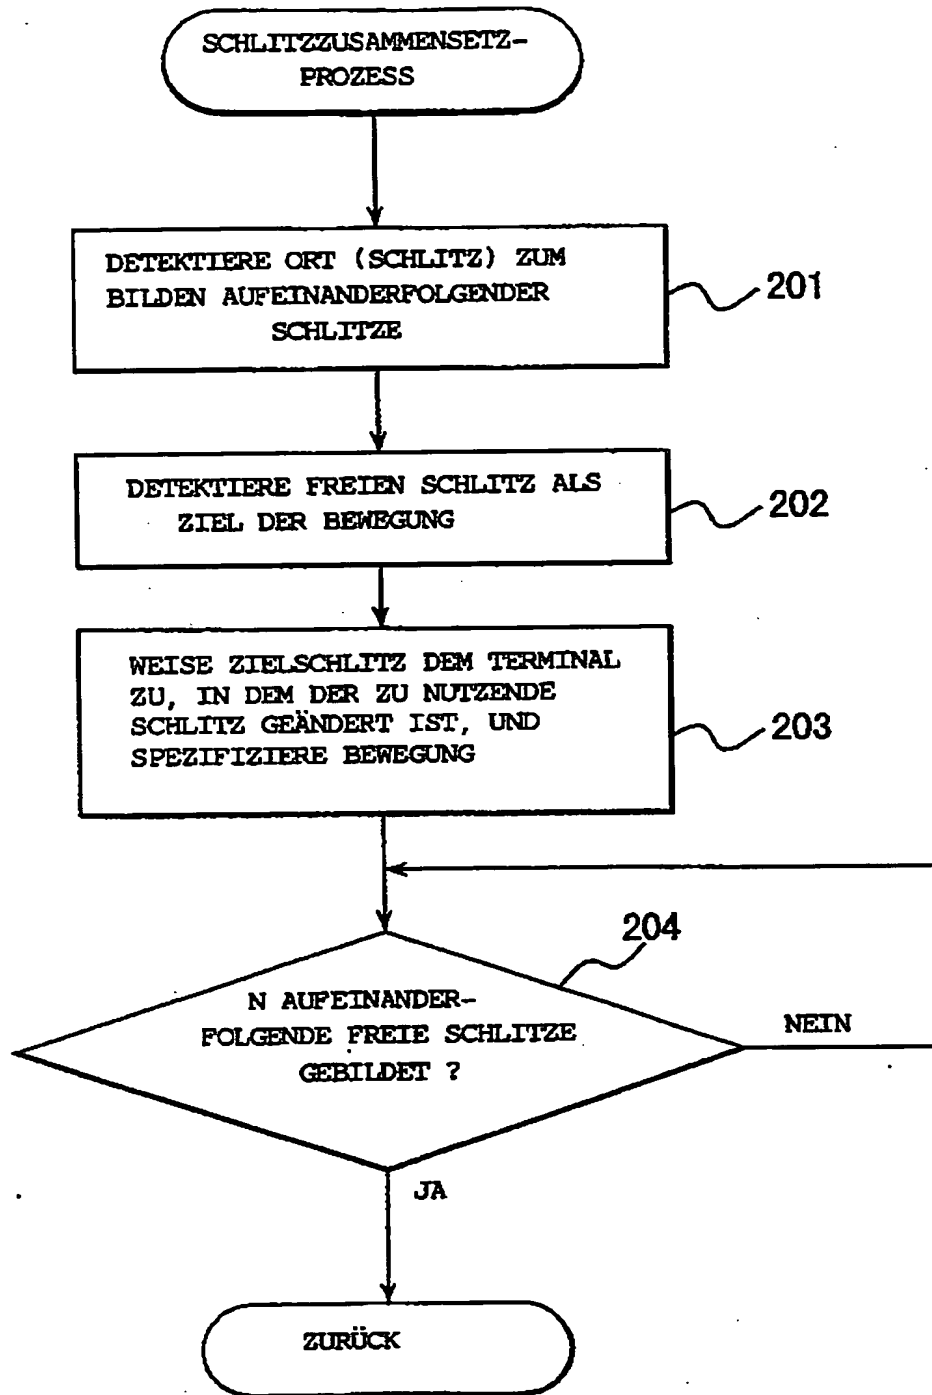 SCHLITZZUSAMMENSETZ-
PROZESS
DETEKTIERE ORT (SCHLITZ) ZUM
BILDEN AUFEINANDERFOLGENDER
SCHLITZE
201
DETEKTIERE FREIEN SCHLITZ ALS
ZIEL DER BEWEGUNG
202
WEISE ZIELSCHLITZ DEM TERMINAL
ZU, IN DEM DER ZU NUTZENDE
SCHLITZ GEÄNDERT IST, UND
SPEZIFIZIERE BEWEGUNG
203
204
N AUFEINANDER-
FOLGENDE FREIE SCHLITZE
GEBILDET ?
NEIN
JA
ZURÜCK